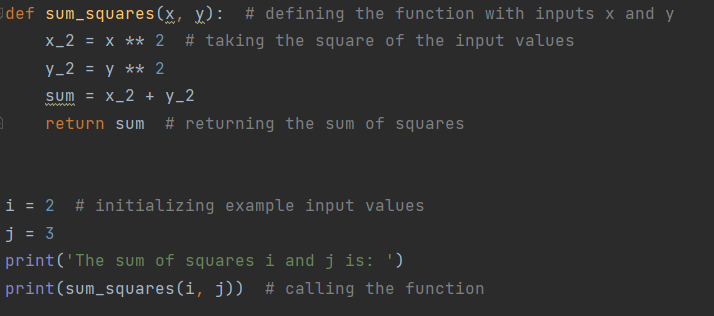 def sum_squares(x, y):  # defining the function with inputs x and y
    x_2 = x ** 2  # taking the square of the input values
    y_2 = y ** 2
    sum = x_2 + y_2
    return sum  # returning the sum of squares
i = 2  # initializing example input values
j = 3
print('The sum of squares i and j is: ')
print(sum_squares(i, j))  # calling the function